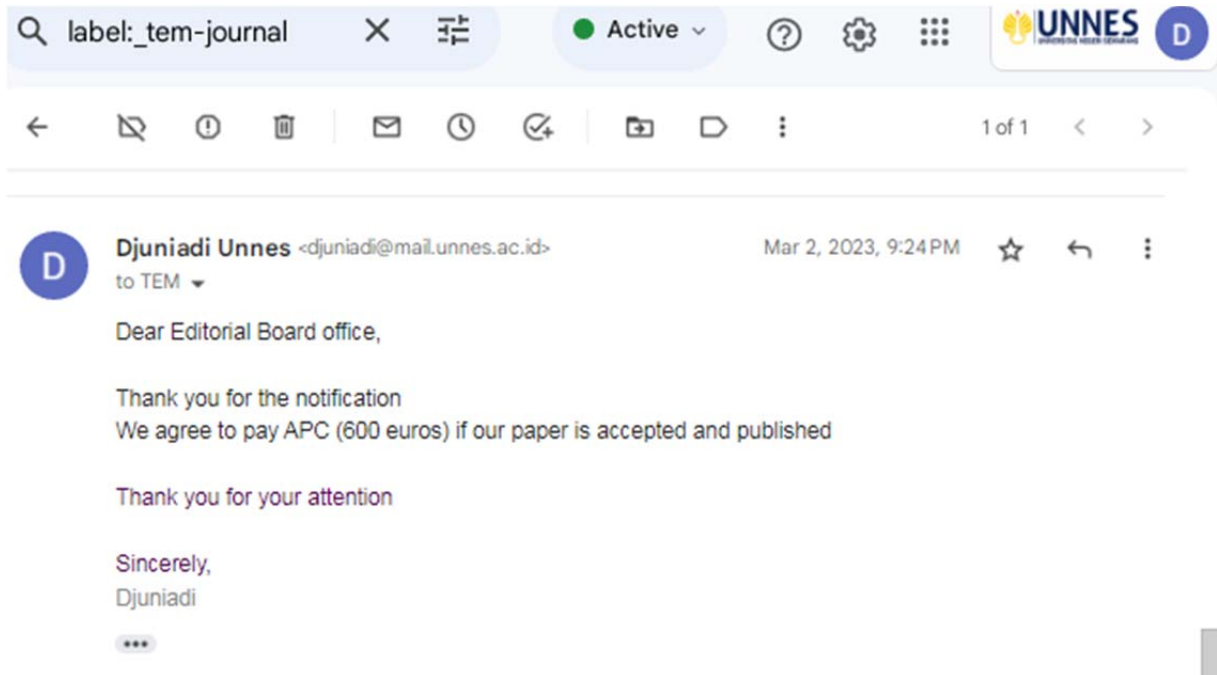 label:_tem-journal
Active
UNNES
D
1 of 1
D
Djuniadi Unnes <djuniadi@mail.unnes.ac.id>
Mar 2, 2023, 9:24 PM
to TEM
Dear Editorial Board office,
Thank you for the notification
We agree to pay APC (600 euros) if our paper is accepted and published
Thank you for your attention
Sincerely,
Djuniadi